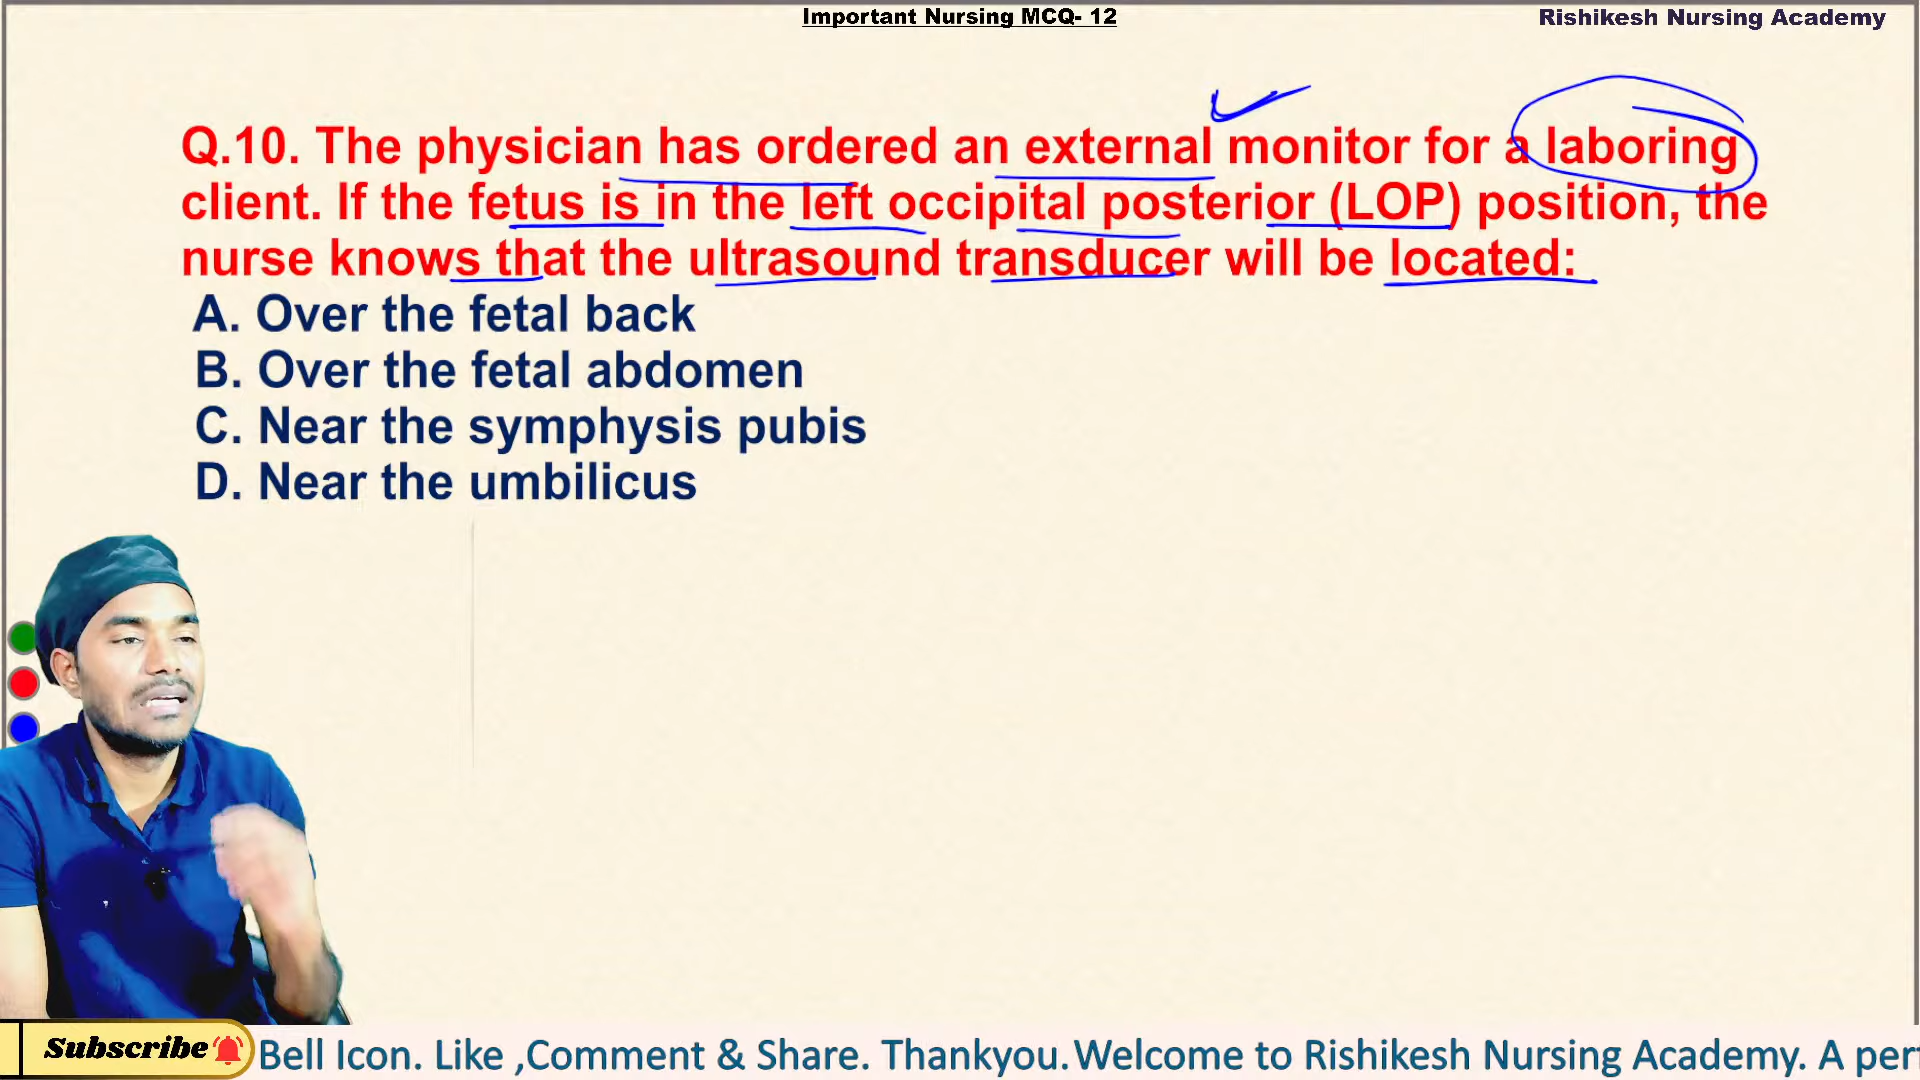 Important Nursing MCQ- 12
Rishikesh Nursing Academy
Q.10. The physician has ordered an external monitor for a laboring
client. If the fetus is in the left occipital posterior (LOP) position, the
nurse knows that the ultrasound transducer will be located:
A. Over the fetal back
B. Over the fetal abdomen
C. Near the symphysis pubis
D. Near the umbilicus
Subscribe
Bell Icon. Like ,Comment & Share. Thankyou.Welcome to Rishikesh Nursing Academy. A per